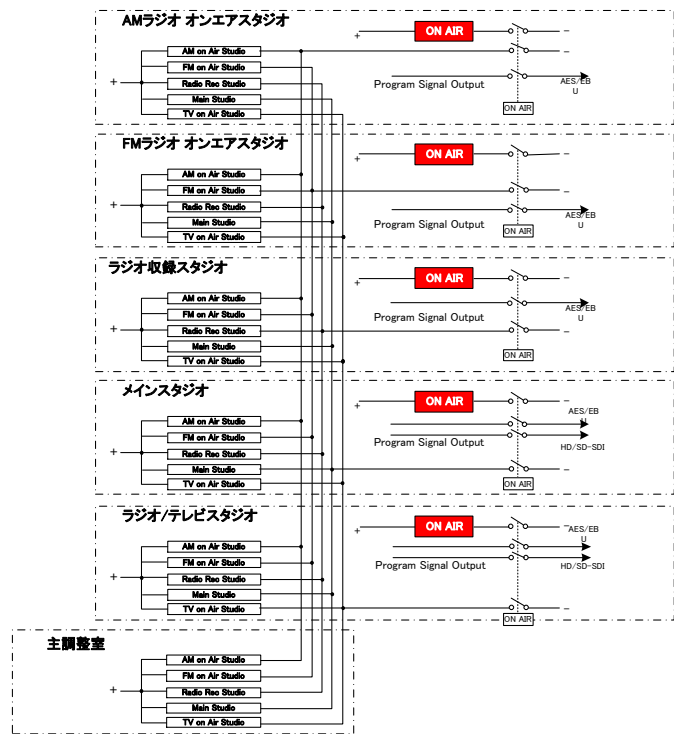 AMラジオ オンエアスタジオ
+ ON AIR −
AM on Air Studio −
FM on Air Studio
+ Radio Rec Studio Program Signal Output AES/EB
U
Main Studio ON AIR
TV on Air Studio
FMラジオ オンエアスタジオ
+ ON AIR −
AM on Air Studio
FM on Air Studio −
+ Radio Rec Studio Program Signal Output AES/EB
U
Main Studio ON AIR
TV on Air Studio
ラジオ収録スタジオ
+ ON AIR −
AM on Air Studio AES/EB
U
FM on Air Studio Program Signal Output
+ Radio Rec Studio −
Main Studio
TV on Air Studio ON AIR
メインスタジオ
+ ON AIR −
AES/EB
U
AM on Air Studio
FM on Air Studio Program Signal Output HD/SD-SDI
+ Radio Rec Studio
Main Studio −
TV on Air Studio ON AIR
ラジオ/テレビスタジオ
+ ON AIR − AES/EB
U
AM on Air Studio
FM on Air Studio Program Signal Output HD/SD-SDI
+ Radio Rec Studio
Main Studio
TV on Air Studio −
ON AIR
主調整室
AM on Air Studio
FM on Air Studio
+ Radio Rec Studio
Main Studio
TV on Air Studio